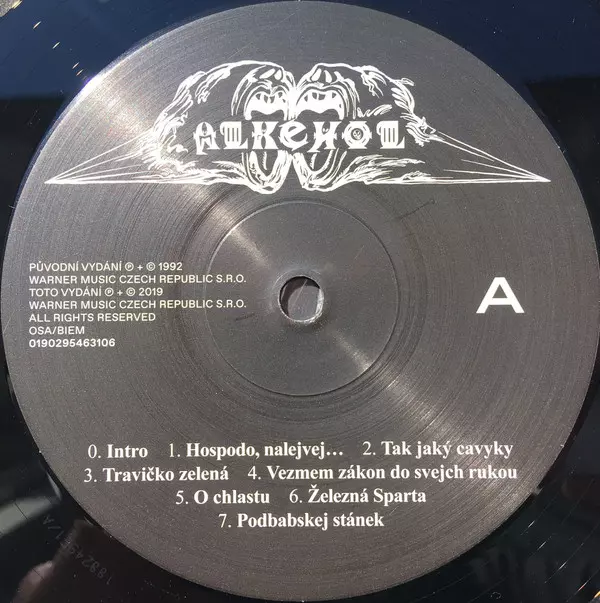 ALKEHOL
PŮVODNÍ VYDÁNÍ ℗ + © 1992
WARNER MUSIC CZECH REPUBLIC S.R.O.
TOTO VYDÁNÍ ℗ + © 2019
WARNER MUSIC CZECH REPUBLIC S.R.O.
ALL RIGHTS RESERVED
OSA/BIEM
0190295463106
A
0. Intro 1. Hospodo, nalejvej... 2. Tak jaký cavyky
3. Travičko zelená 4. Vezmem zákon do svejch rukou
5. O chlastu 6. Železná Sparta
7. Podbabskej stánek